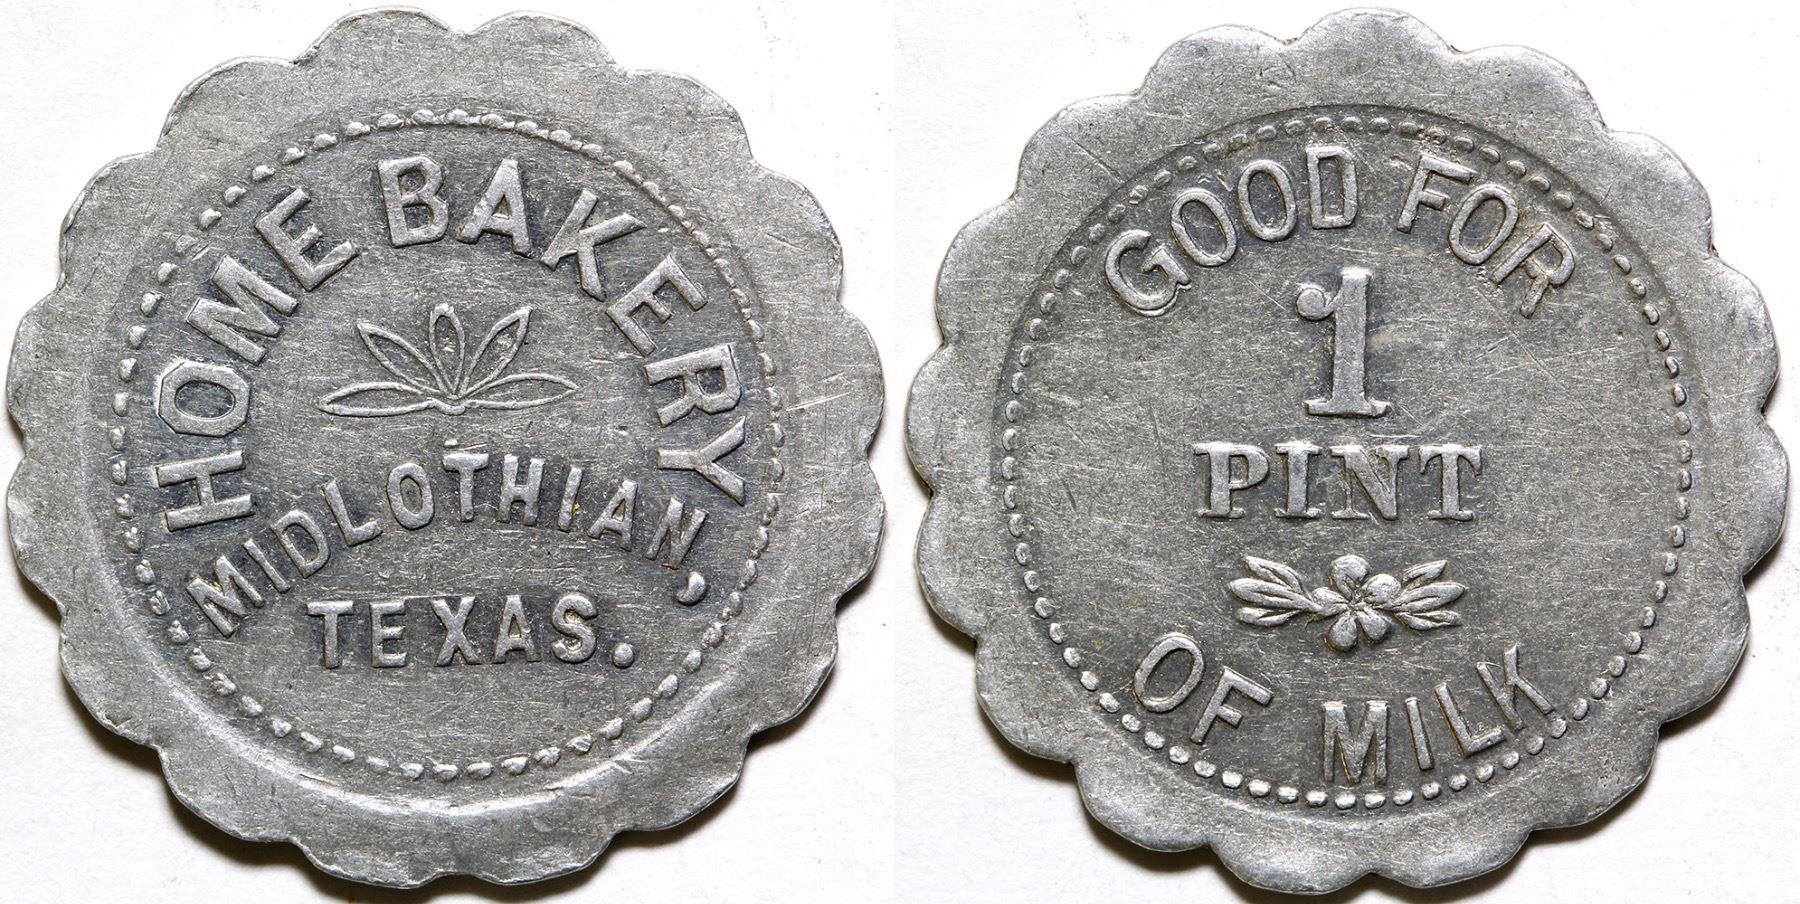 HOME BAKERY
MIDLOTHIAN,
TEXAS.
GOOD FOR
1
PINT
OF MILK